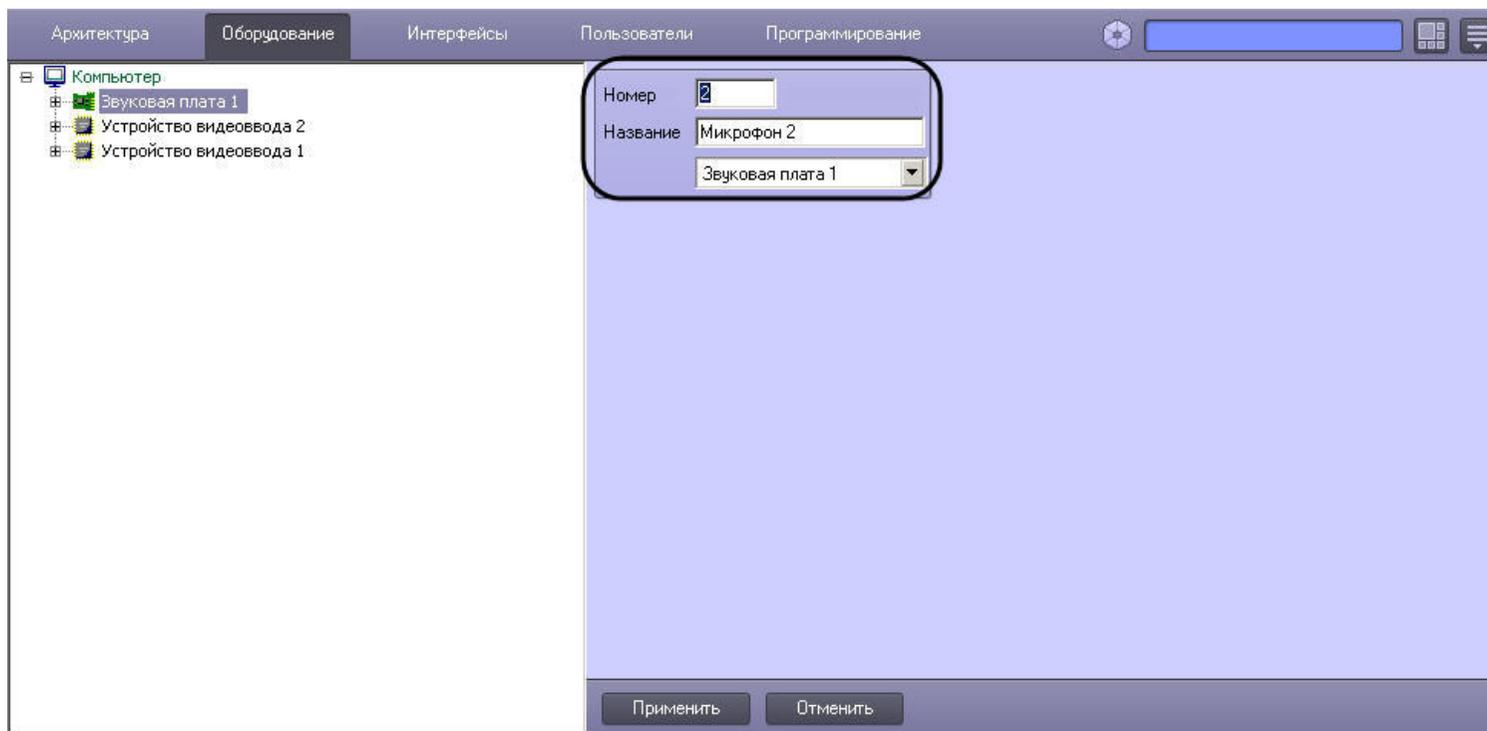 Архитектура Оборудование Интерфейсы Пользователи Программирование
Компьютер
Звуковая плата 1
Устройство видеоввода 2
Устройство видеоввода 1
Номер 2
Название Микрофон 2
Звуковая плата 1
Применить Отменить